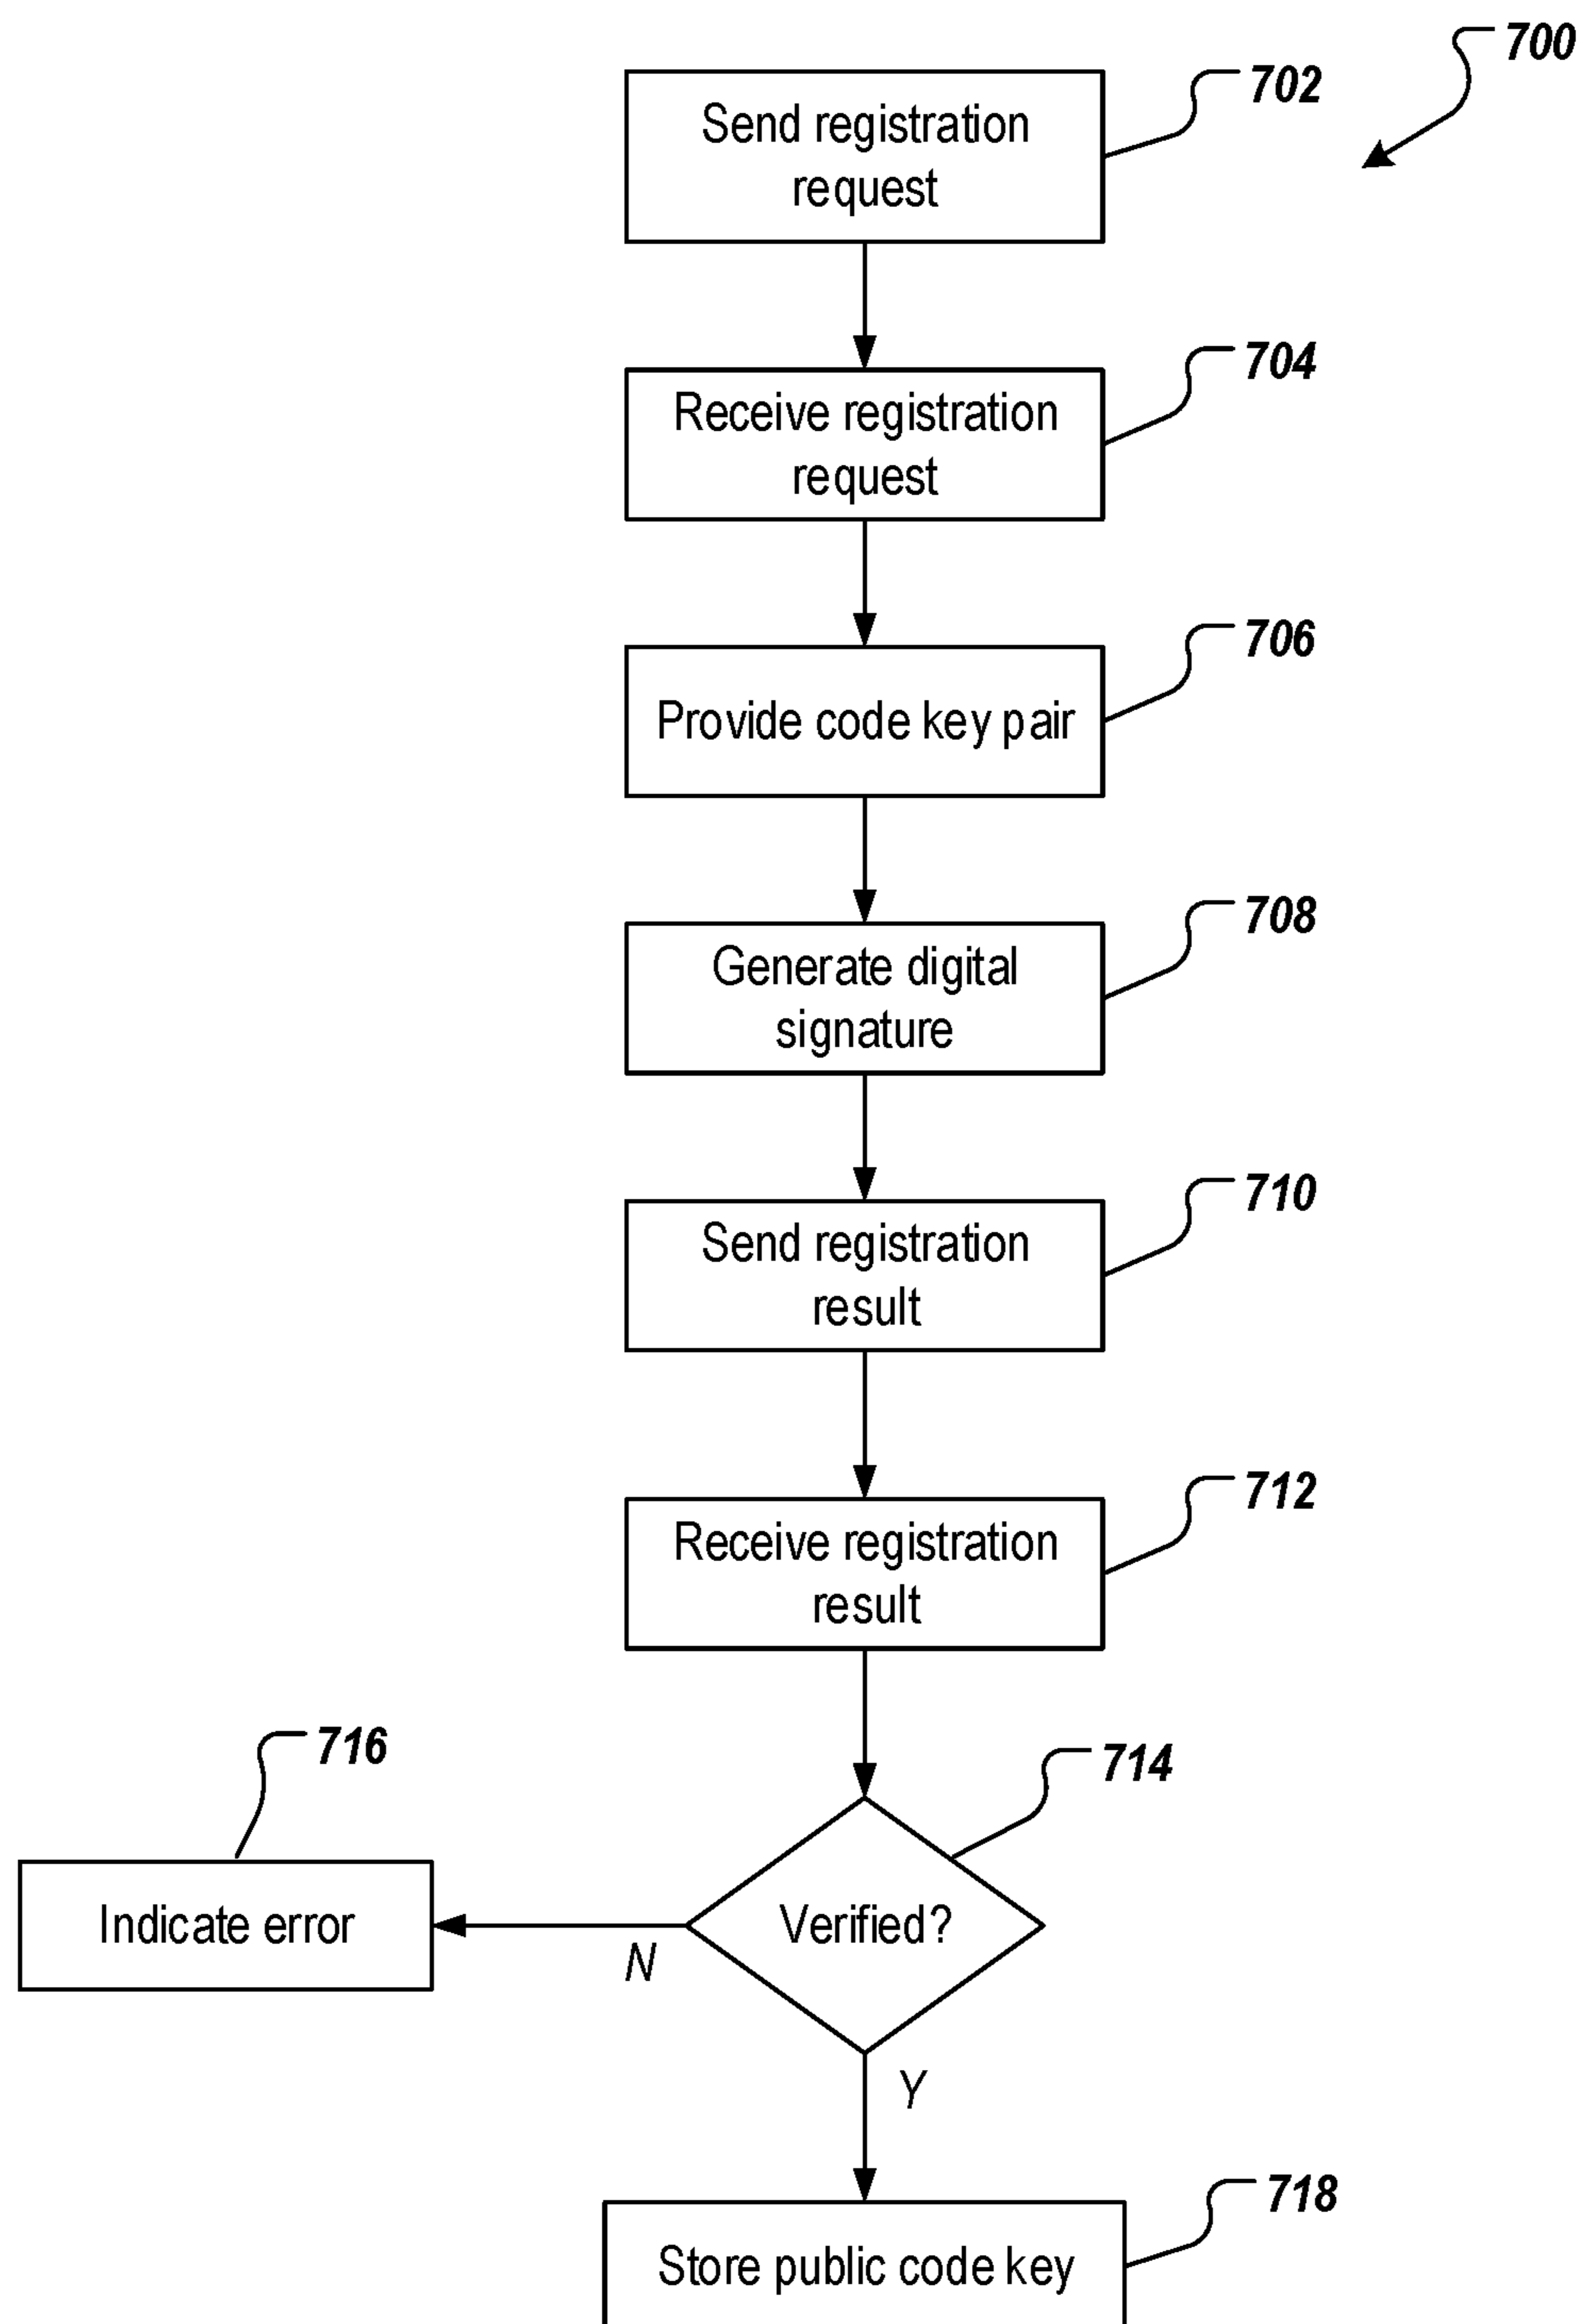 700
702
Send registration
request
704
Receive registration
request
706
Provide code key pair
708
Generate digital
signature
710
Send registration
result
712
Receive registration
result
716
714
Indicate error
Verified?
N
Y
718
Store public code key